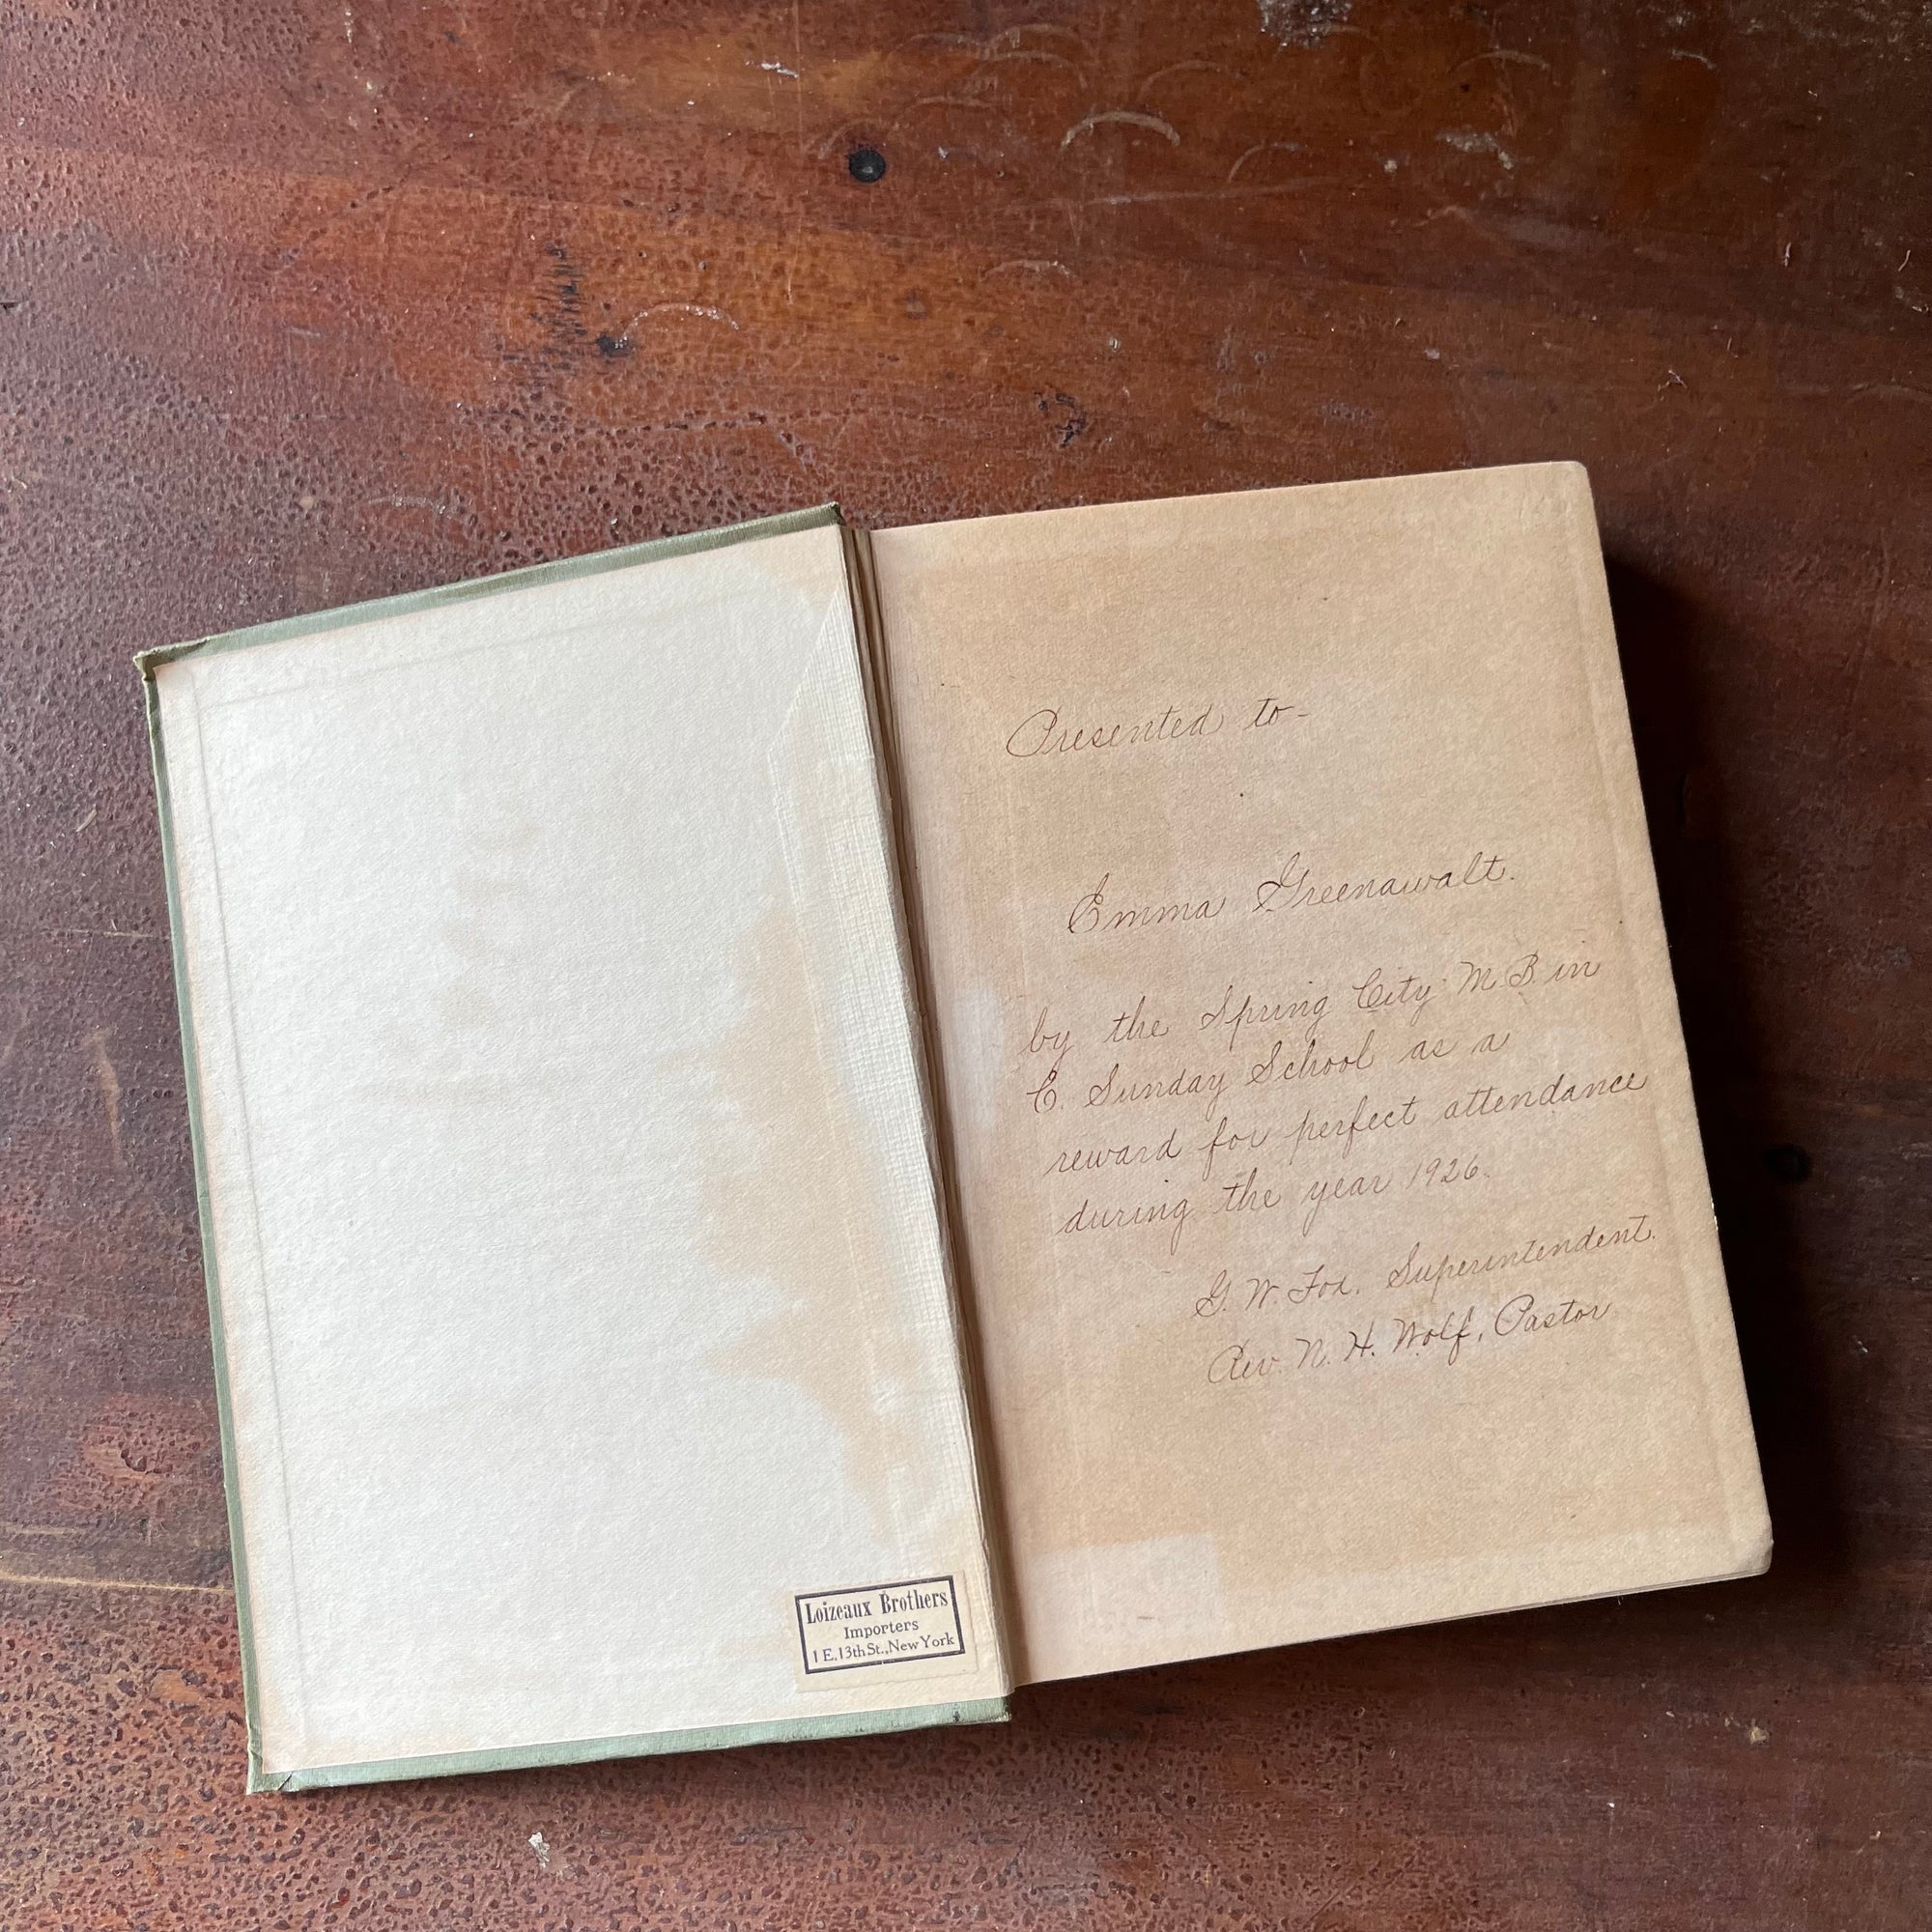 Loizeaux Brothers
Importers
1 E. 13th St., New York
Presented to-
Emma Greenawalt.
by the Spring City M. B. in
C. Sunday School as a
reward for perfect attendance
during the year 1926.
G. W. Fox. Superintendent.
Rev. N. H. Wolf, Pastor